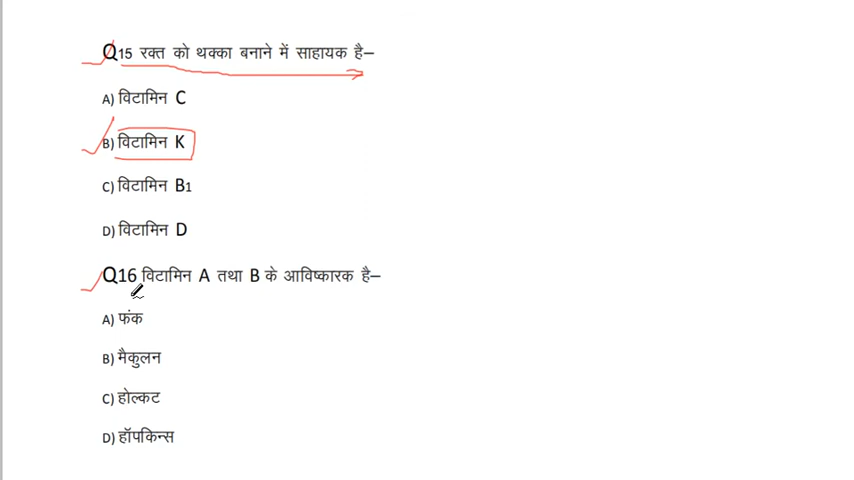 Q15 रक्त को थक्का बनाने में साहायक है–
A) विटामिन C
B) विटामिन K
C) विटामिन B1
D) विटामिन D
Q16 विटामिन A तथा B के आविष्कारक है–
A) फंक
B) मैकुलन
C) होल्कट
D) हॉपकिन्स